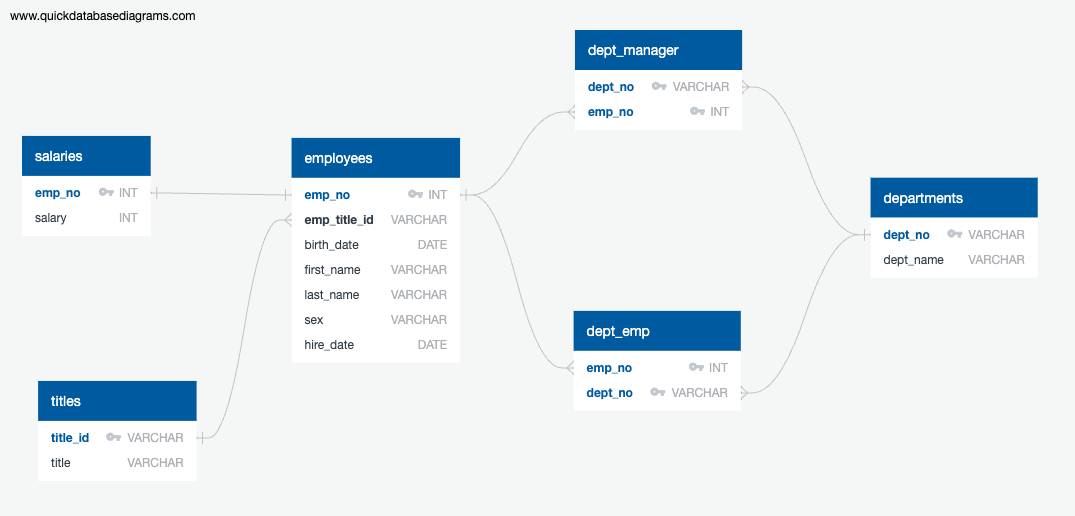 www.quickdatabasediagrams.com
dept_manager
dept_no VARCHAR
emp_no INT
salaries
emp_no INT
salary INT
employees
emp_no INT
emp_title_id VARCHAR
birth_date DATE
first_name VARCHAR
last_name VARCHAR
sex VARCHAR
hire_date DATE
departments
dept_no VARCHAR
dept_name VARCHAR
dept_emp
emp_no INT
dept_no VARCHAR
titles
title_id VARCHAR
title VARCHAR